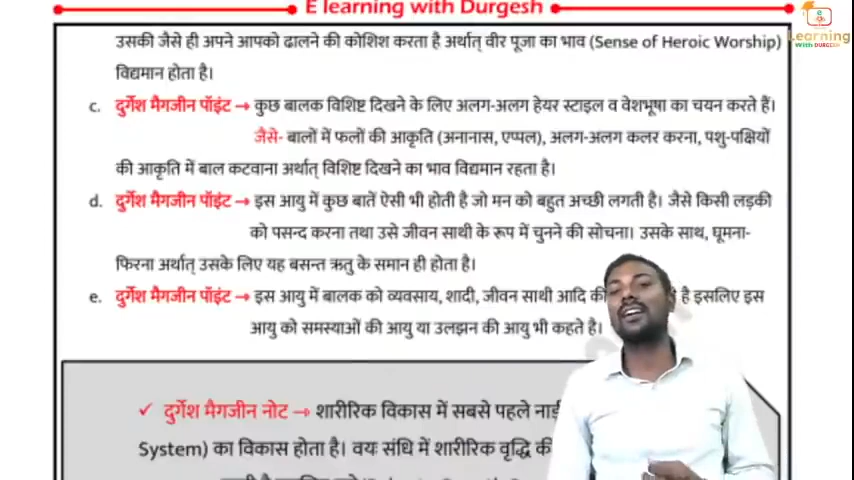 E learning with Durgesh
Learning
With DURGESH
उसकी जैसे ही अपने आपको ढालने की कोशिश करता है अर्थात् वीर पूजा का भाव (Sense of Heroic Worship)
विद्यमान होता है।
c. दुर्गेश मैगजीन पॉइंट → कुछ बालक विशिष्ट दिखने के लिए अलग-अलग हेयर स्टाइल व वेशभूषा का चयन करते हैं।
जैसे- बालों में फलों की आकृति (अनानास, एप्पल), अलग-अलग कलर करना, पशु-पक्षियों
की आकृति में बाल कटवाना अर्थात् विशिष्ट दिखने का भाव विद्यमान रहता है।
d. दुर्गेश मैगजीन पॉइंट → इस आयु में कुछ बातें ऐसी भी होती है जो मन को बहुत अच्छी लगती है। जैसे किसी लड़की
को पसन्द करना तथा उसे जीवन साथी के रूप में चुनने की सोचना। उसके साथ, घूमना-
फिरना अर्थात् उसके लिए यह बसन्त ऋतु के समान ही होता है।
e. दुर्गेश मैगजीन पॉइंट → इस आयु में बालक को व्यवसाय, शादी, जीवन साथी आदि की है इसलिए इस
आयु को समस्याओं की आयु या उलझन की आयु भी कहते है।
✓ दुर्गेश मैगजीन नोट → शारीरिक विकास में सबसे पहले
System) का विकास होता है। वयः संधि में शारीरिक वृद्धि की